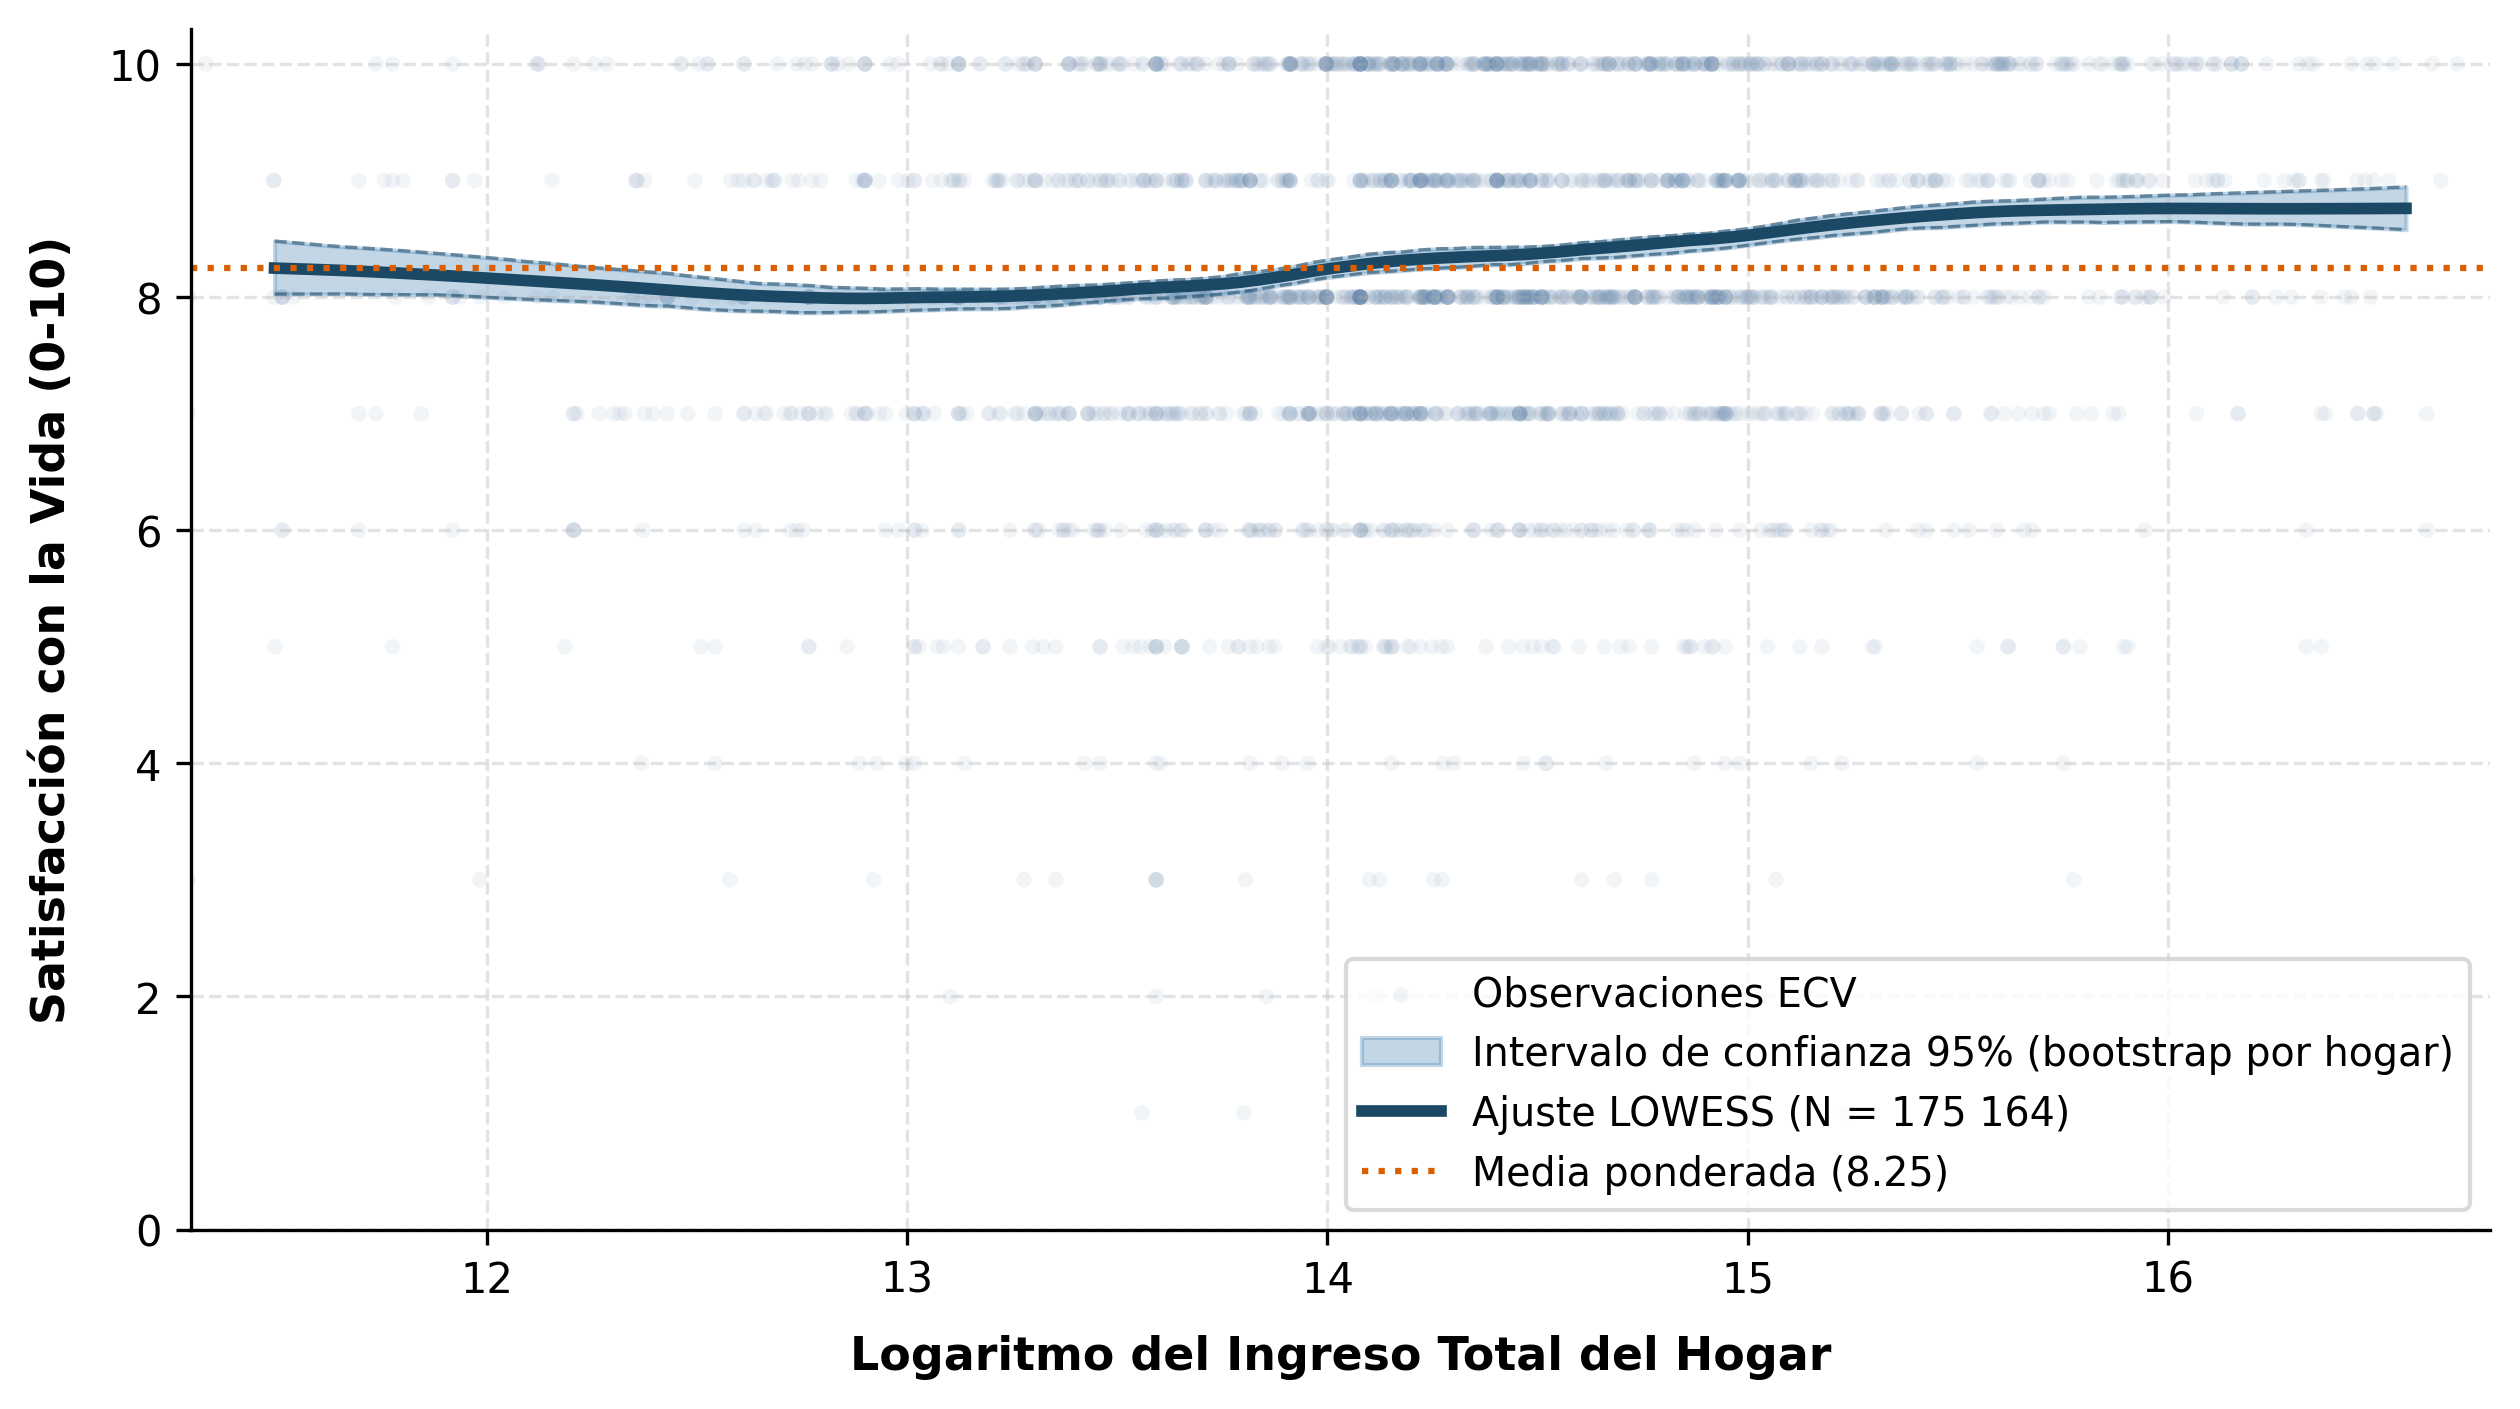 Satisfacción con la Vida (0-10)
10
8
6
4
2
0
Observaciones ECV
Intervalo de confianza 95% (bootstrap por hogar)
Ajuste LOWESS (N = 175 164)
Media ponderada (8.25)
12 13 14 15 16
Logaritmo del Ingreso Total del Hogar